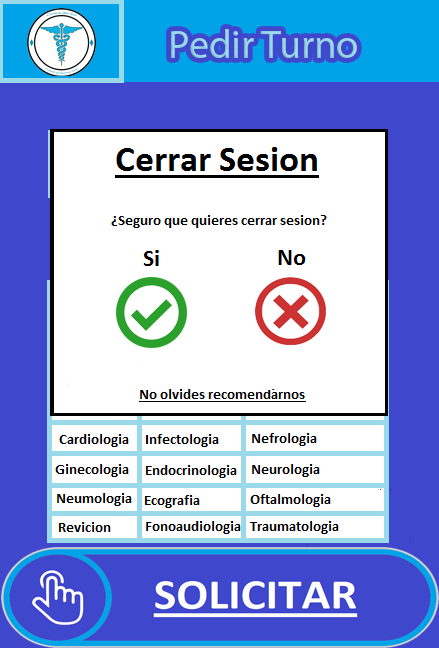 Pedir Turno
Cerrar Sesion
¿Seguro que quieres cerrar sesion?
Si No
No olvides recomendarnos
Cardiologia Infectologia Nefrologia
Ginecologia Endocrinologia Neurologia
Neumologia Ecografia Oftalmologia
Revicion Fonoaudiologia Traumatologia
SOLICITAR